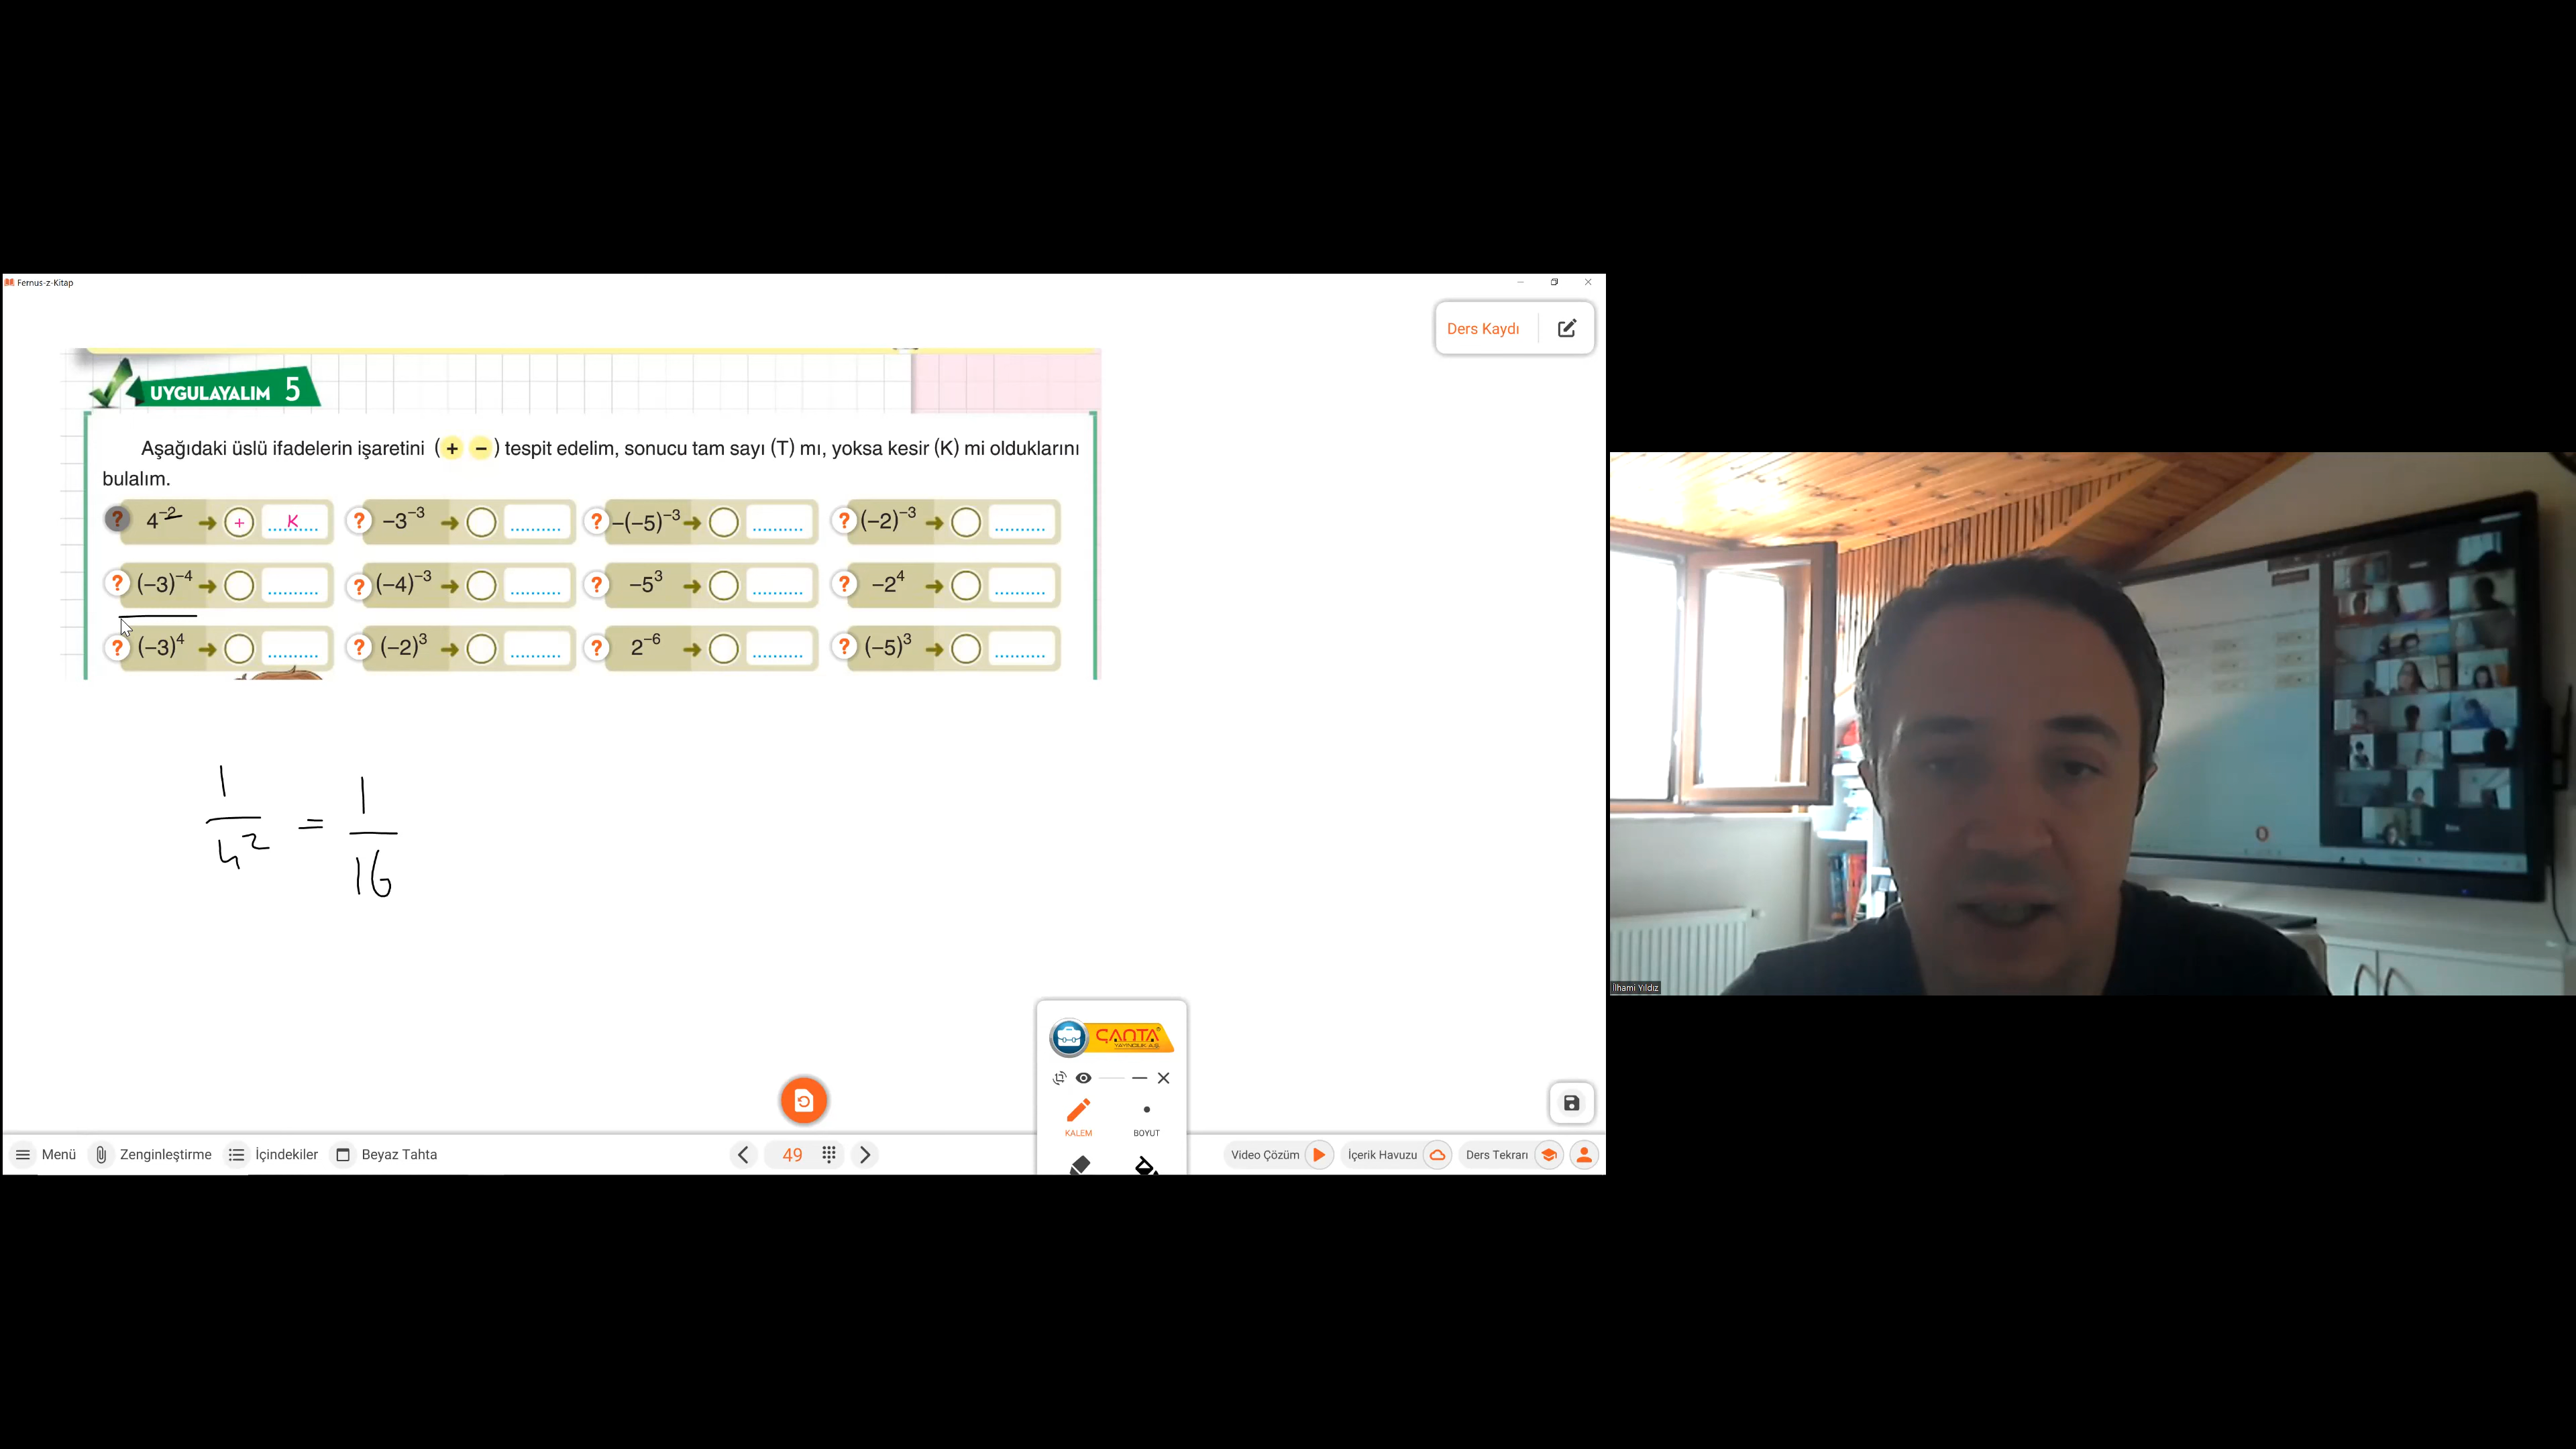 Fernus-z-Kitap
Ders Kaydı
UYGULAYALIM 5
Aşağıdaki üslü ifadelerin işaretini (+ −) tespit edelim, sonucu tam sayı (T) mı, yoksa kesir (K) mi olduklarını
bulalım.
? 4⁻² → + K ? −3⁻³ → .......... ? −(−5)⁻³ → .......... ? (−2)⁻³ → ..........
? (−3)⁻⁴ → .......... ? (−4)⁻³ → .......... ? −5³ → .......... ? −2⁴ → ..........
? (−3)⁴ → .......... ? (−2)³ → .......... ? 2⁻⁶ → .......... ? (−5)³ → ..........
1/4² = 1/16
İlhami Yıldız
ÇANTA
YAYINCILIK A.Ş.
KALEM BOYUT
Menü Zenginleştirme İçindekiler Beyaz Tahta 49 Video Çözüm İçerik Havuzu Ders Tekrarı